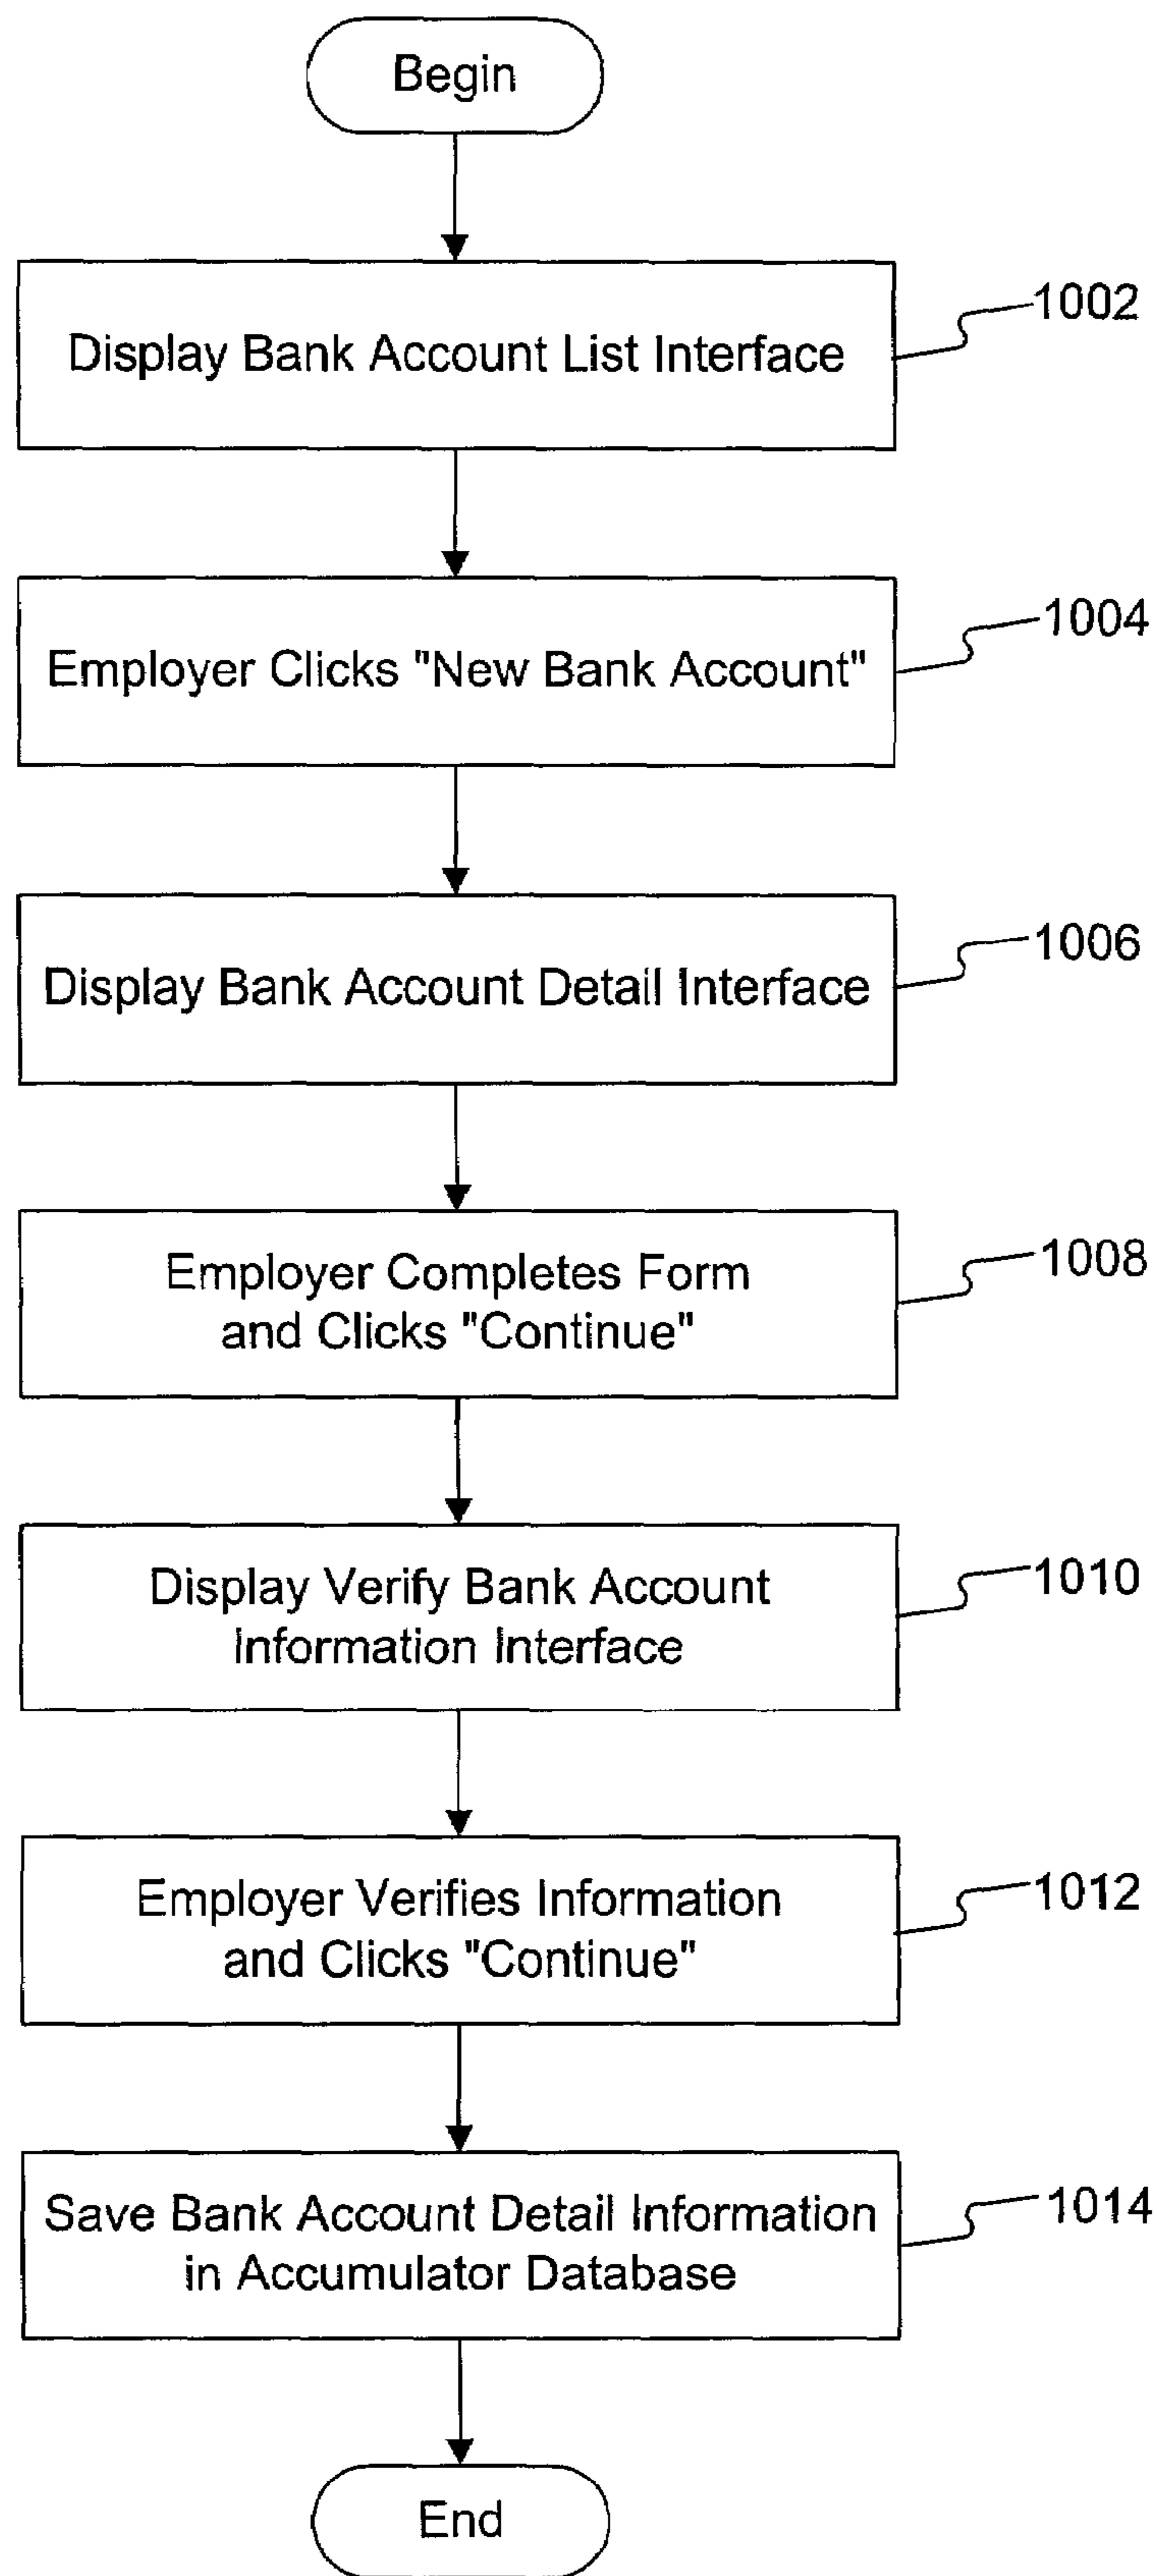 Begin
Display Bank Account List Interface
1002
Employer Clicks "New Bank Account"
1004
Display Bank Account Detail Interface
1006
Employer Completes Form
and Clicks "Continue"
1008
Display Verify Bank Account
Information Interface
1010
Employer Verifies Information
and Clicks "Continue"
1012
Save Bank Account Detail Information
in Accumulator Database
1014
End